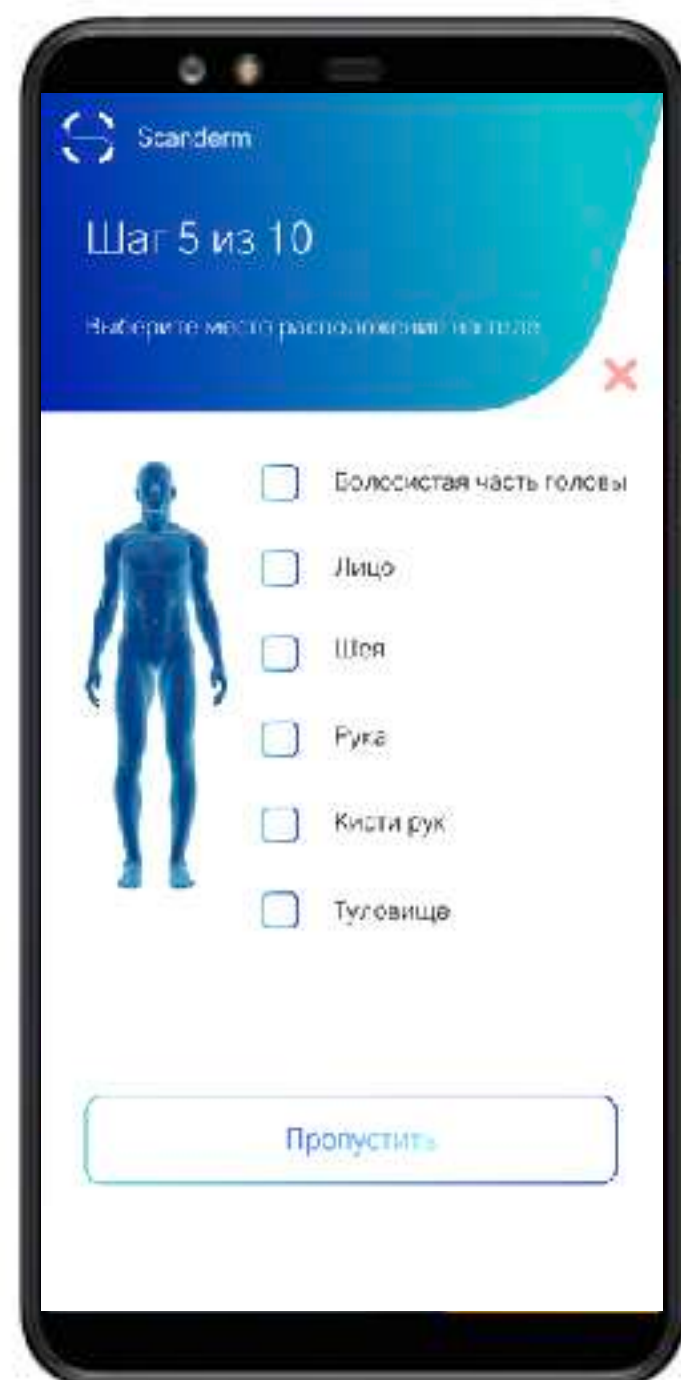 Scanderm
Шаг 5 из 10
Выберите место расположения на теле
Волосистая часть головы
Лицо
Шея
Рука
Кисти рук
Туловище
Пропустить